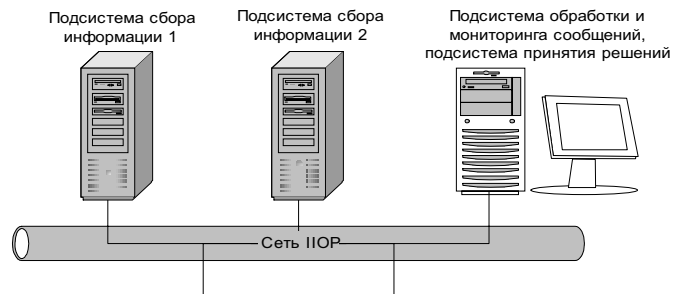 Подсистема сбора
информации 1
Подсистема сбора
информации 2
Подсистема обработки и
мониторинга сообщений,
подсистема принятия решений
Сеть IIOP